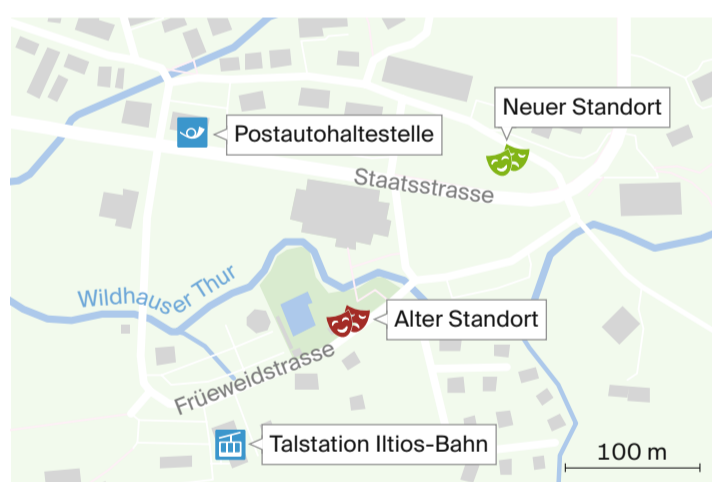 Neuer Standort
Postautohaltestelle
Staatsstrasse
Wildhauser Thur
Alter Standort
Früeweidstrasse
Talstation Iltios-Bahn
100 m